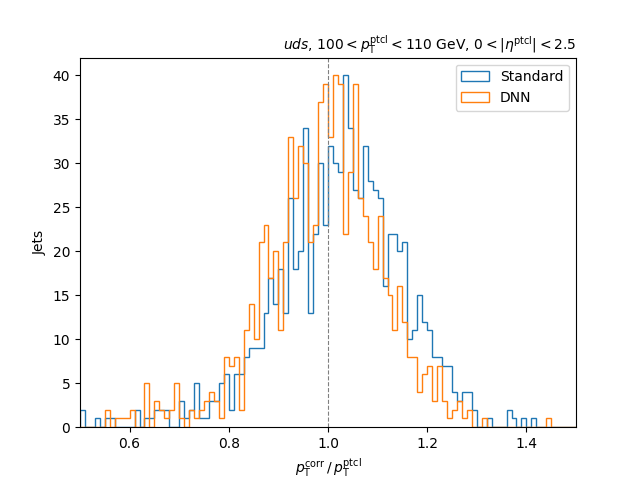 uds, 100 < p_T^ptcl < 110 GeV, 0 < |η^ptcl| < 2.5
Standard
DNN
Jets
40
35
30
25
20
15
10
5
0
0.6 0.8 1.0 1.2 1.4
p_T^corr / p_T^ptcl